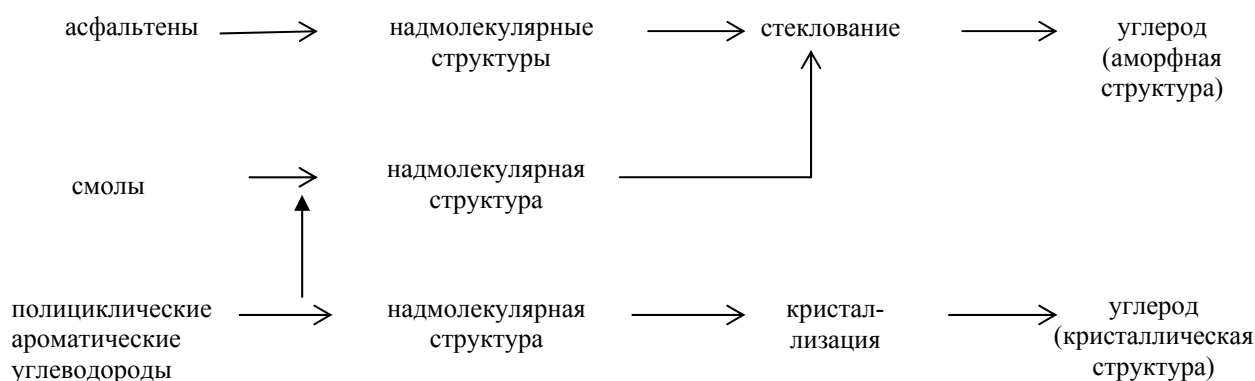 асфальтены
надмолекулярные
структуры
стеклование
углерод
(аморфная
структура)
смолы
надмолекулярная
структура
полициклические
ароматические
углеводороды
надмолекулярная
структура
кристал-
лизация
углерод
(кристаллическая
структура)